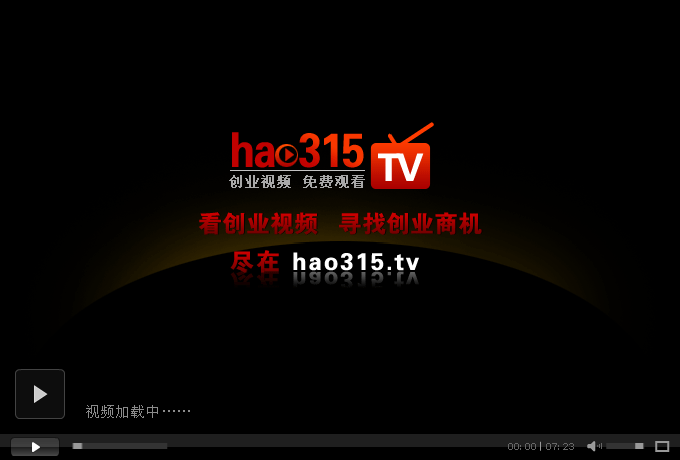 hao315 TV
创业视频 免费观看
看创业视频 寻找创业商机
尽在 hao315.tv
视频加载中……
00:00 | 07:23